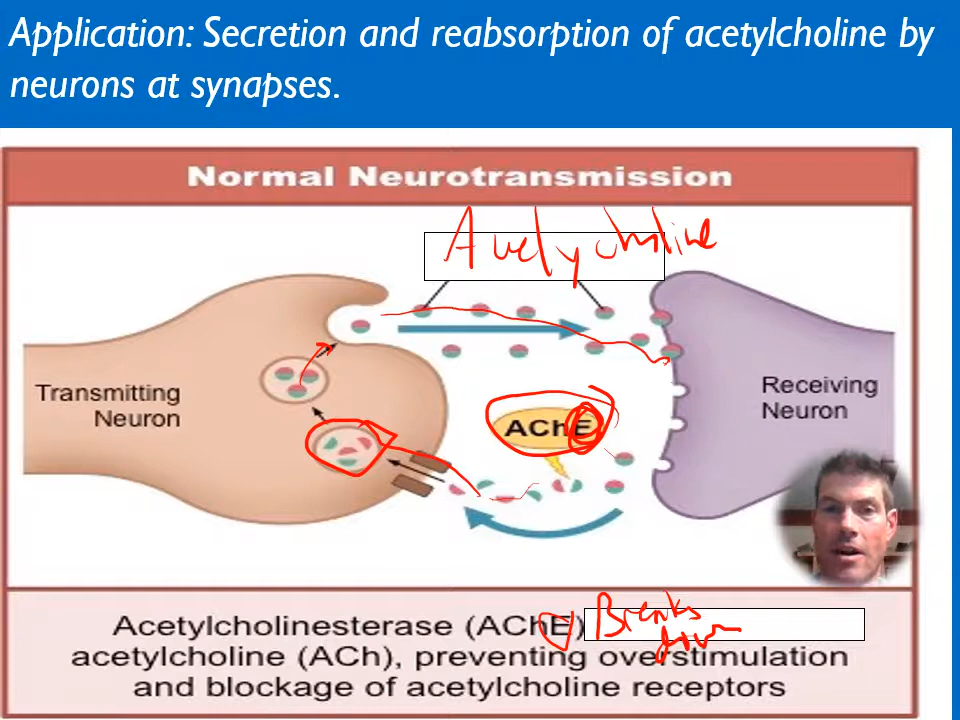 Application: Secretion and reabsorption of acetylcholine by
neurons at synapses.
Normal Neurotransmission
Transmitting
Neuron
AChE
Receiving
Neuron
Acetylcholinesterase (AChE) Breaks
down
acetylcholine (ACh), preventing overstimulation
and blockage of acetylcholine receptors